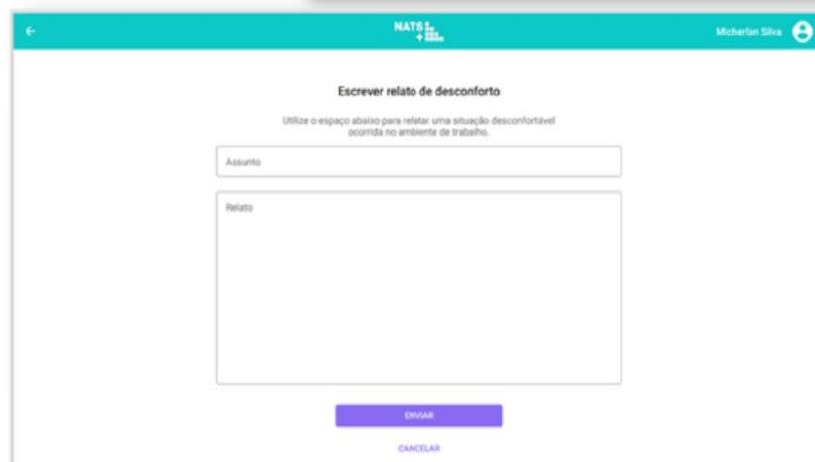 NATS
+
Micherlan Silva
Escrever relato de desconforto
Utilize o espaço abaixo para relatar uma situação desconfortável
ocorrida no ambiente de trabalho.
Assunto
Relato
ENVIAR
CANCELAR